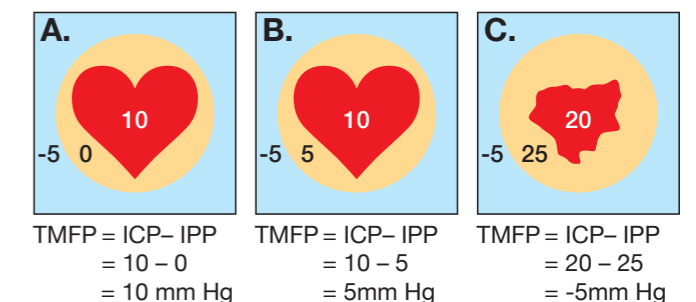 A.
10
-5 0
TMFP = ICP– IPP
= 10 – 0
= 10 mm Hg
B.
10
-5 5
TMFP = ICP– IPP
= 10 – 5
= 5mm Hg
C.
20
-5 25
TMFP = ICP– IPP
= 20 – 25
= -5mm Hg